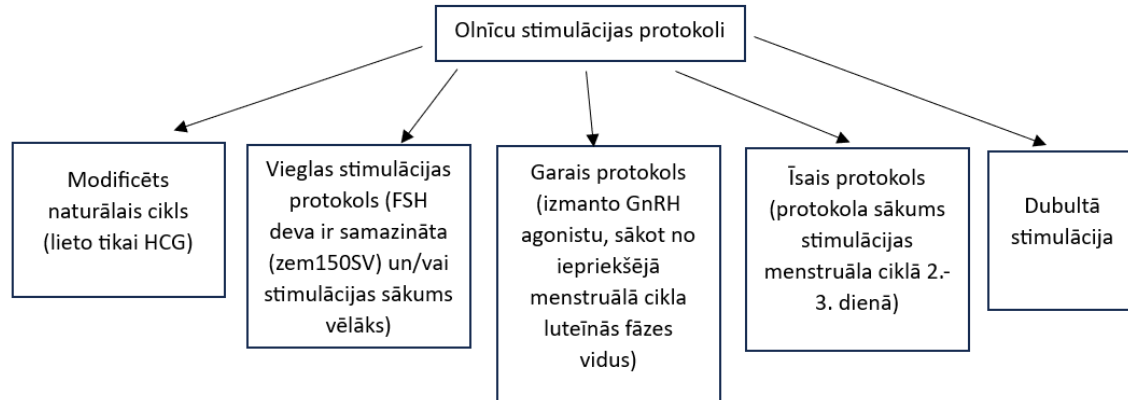 Olnīcu stimulācijas protokoli
Modificēts
naturālais cikls
(lieto tikai HCG)
Vieglas stimulācijas
protokols (FSH
deva ir samazināta
(zem150SV) un/vai
stimulācijas sākums
vēlāks)
Garais protokols
(izmanto GnRH
agonistu, sākot no
iepriekšējā
menstruālā cikla
luteīnās fāzes
vidus)
Īsais protokols
(protokola sākums
stimulācijas
menstruāla ciklā 2.-
3. dienā)
Dubultā
stimulācija